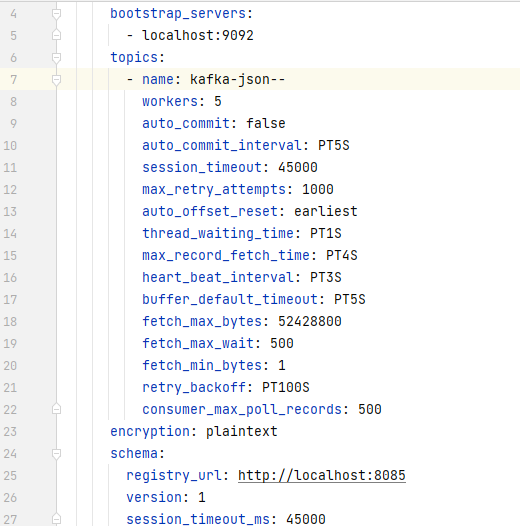 4 bootstrap_servers:
5 - localhost:9092
6 topics:
7 - name: kafka-json--
8 workers: 5
9 auto_commit: false
10 auto_commit_interval: PT5S
11 session_timeout: 45000
12 max_retry_attempts: 1000
13 auto_offset_reset: earliest
14 thread_waiting_time: PT1S
15 max_record_fetch_time: PT4S
16 heart_beat_interval: PT3S
17 buffer_default_timeout: PT5S
18 fetch_max_bytes: 52428800
19 fetch_max_wait: 500
20 fetch_min_bytes: 1
21 retry_backoff: PT100S
22 consumer_max_poll_records: 500
23 encryption: plaintext
24 schema:
25 registry_url: http://localhost:8085
26 version: 1
27 session_timeout_ms: 45000